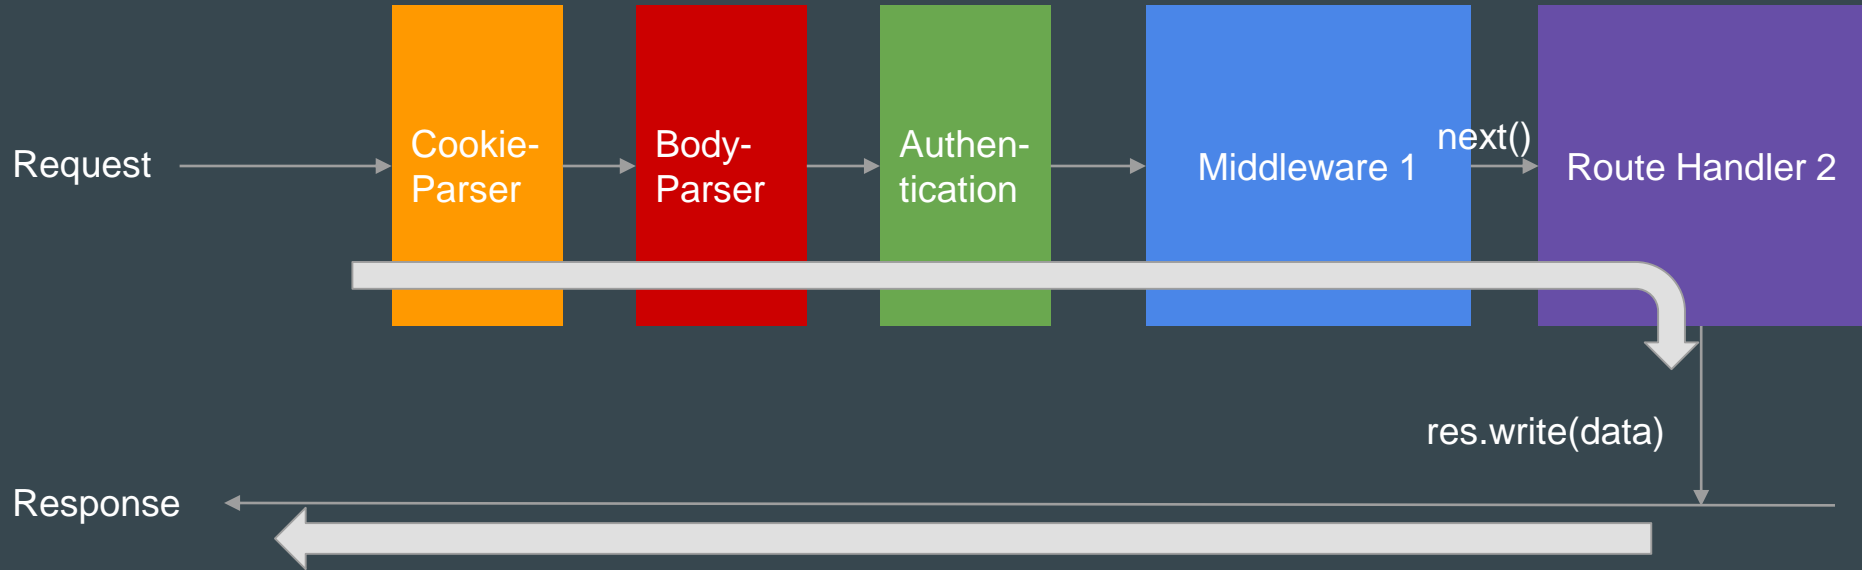 Request
Cookie-
Parser
Body-
Parser
Authen-
tication
Middleware 1
next()
Route Handler 2
res.write(data)
Response